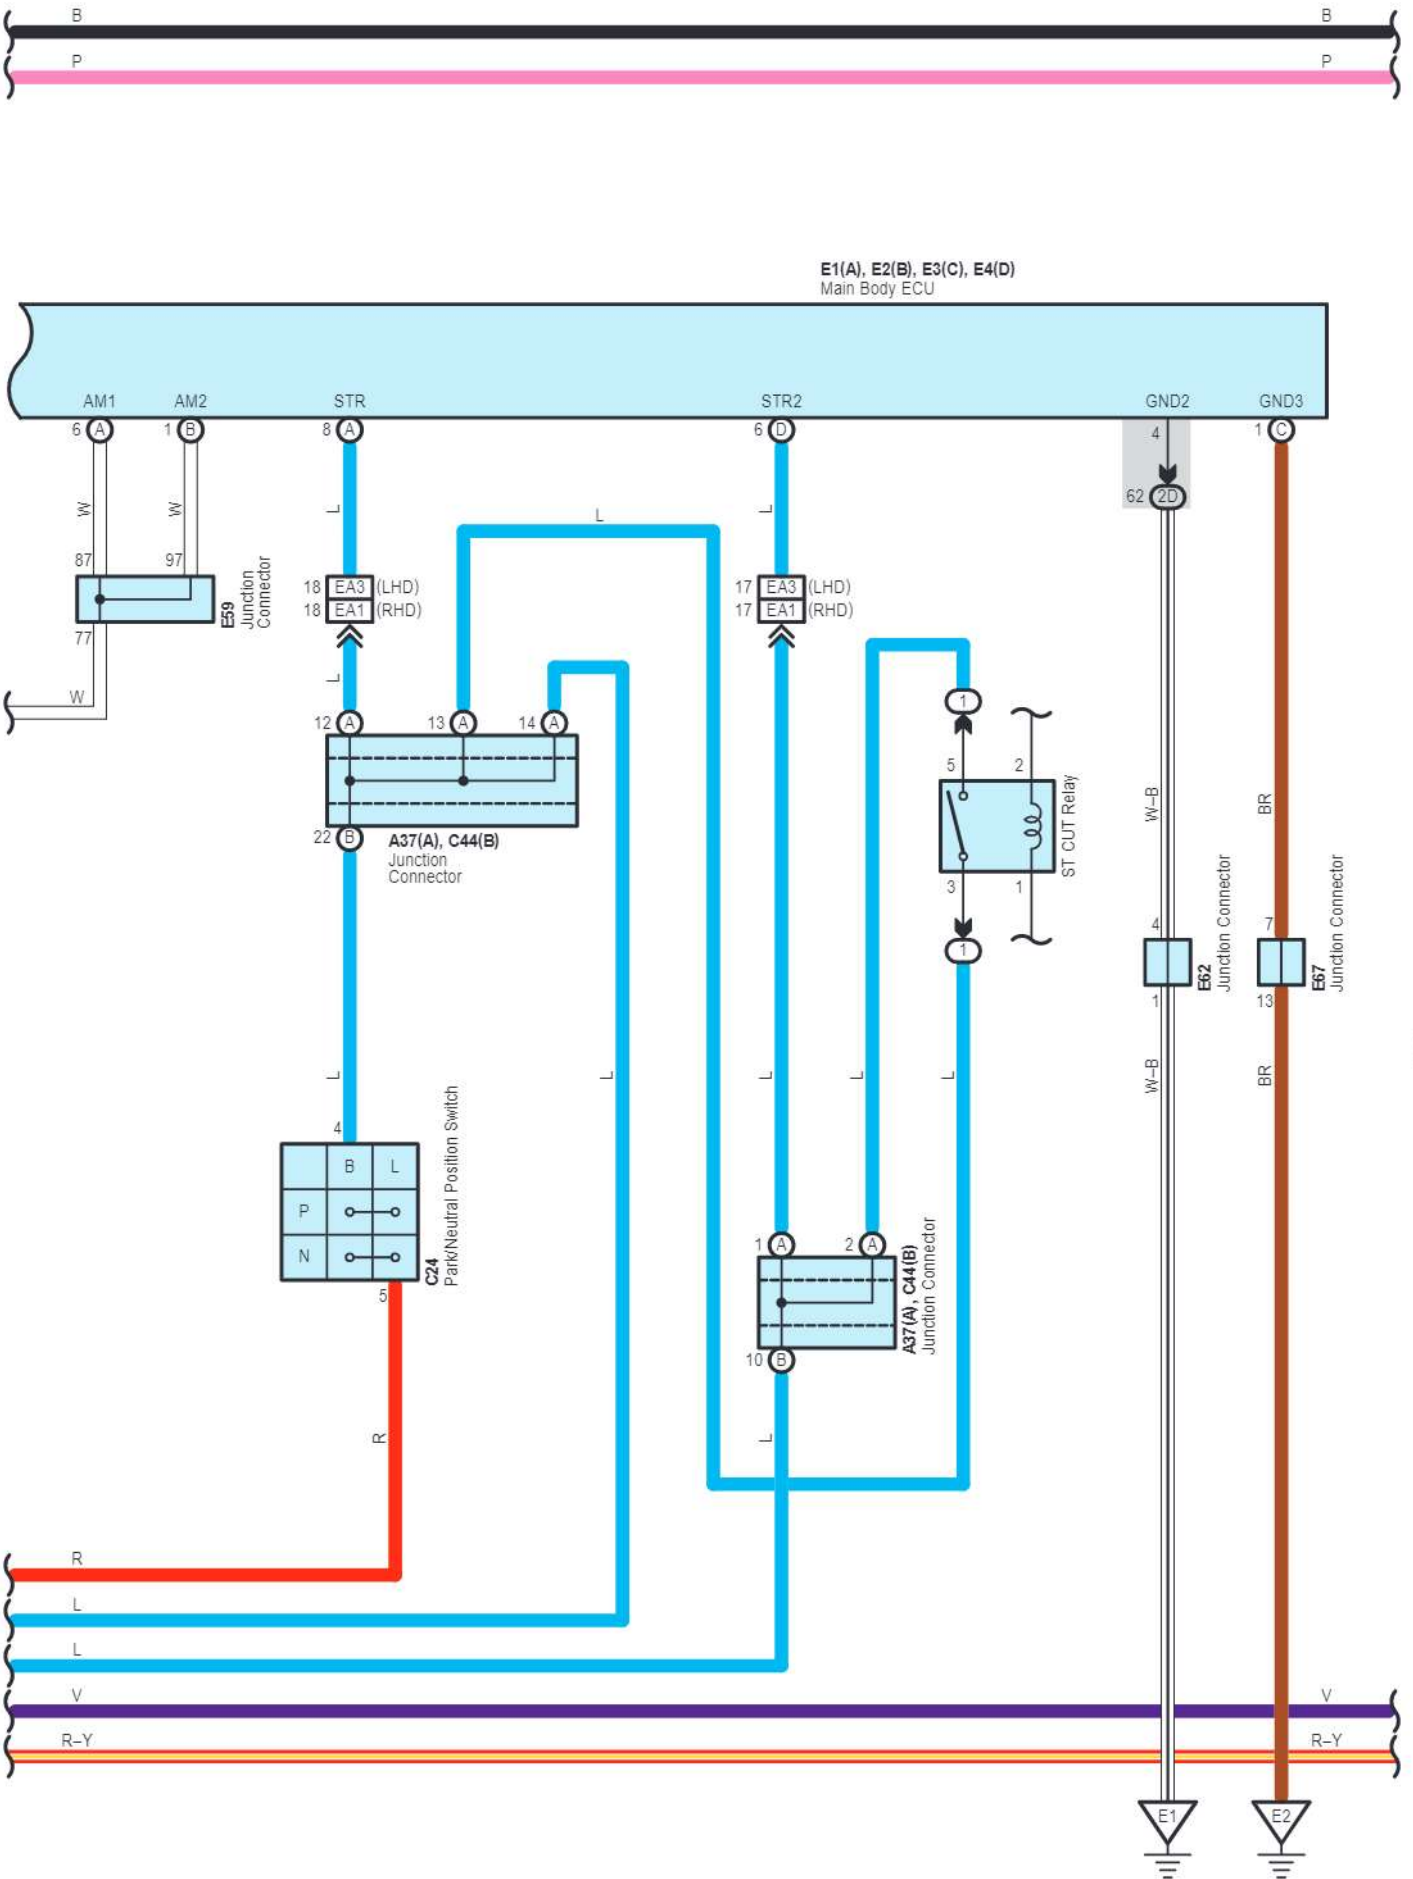 B B
P P
E1(A), E2(B), E3(C), E4(D)
Main Body ECU
AM1 AM2 STR STR2 GND2 GND3
6 A 1 B 8 A 6 D 4 1 C
62 2D
W W L L L
87 97
18 EA3 (LHD) 17 EA3 (LHD)
18 EA1 (RHD) 17 EA1 (RHD)
E59
Junction
Connector
77
W L
12 A 13 A 14 A
1
5 2
ST CUT Relay
W–B BR
22 B
A37(A), C44(B)
Junction
Connector
3 1
1
4 7
E62
Junction Connector
E67
Junction Connector
1 13
L L L L L W–B BR
4
B L
P
N
C24
Park/Neutral Position Switch
5
1 A 2 A
A37(A), C44(B)
Junction Connector
10 B
R L
R
L
L
V V
R–Y R–Y
E1 E2